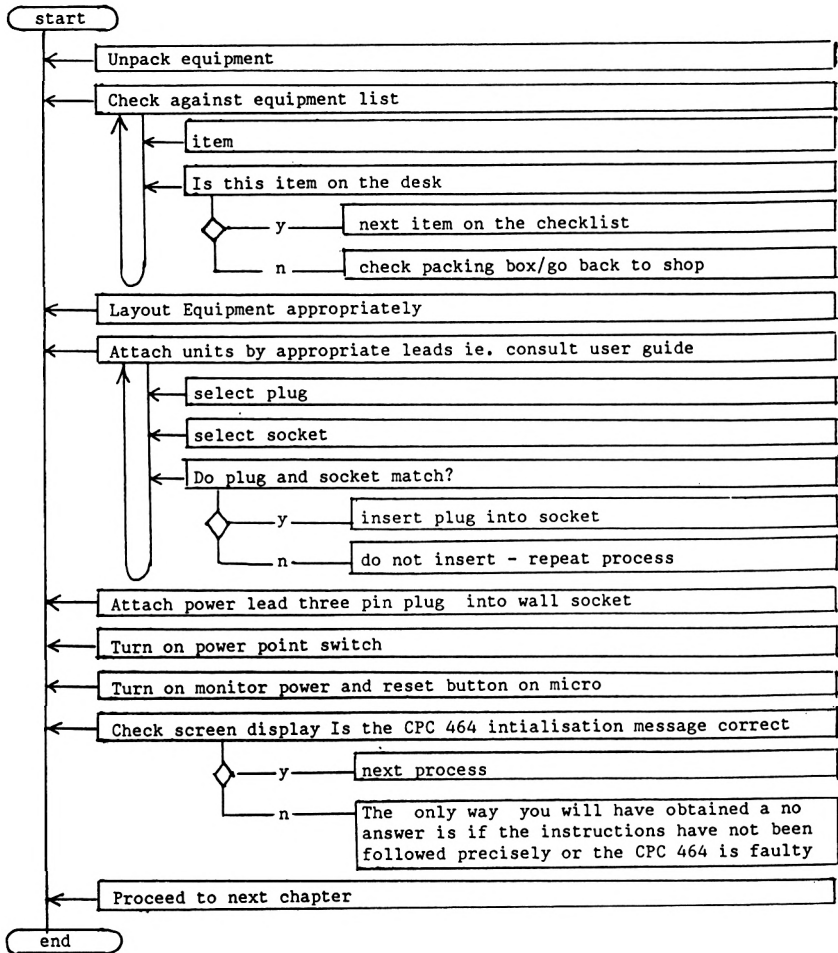 start
Unpack equipment
Check against equipment list
item
Is this item on the desk
y
next item on the checklist
n
check packing box/go back to shop
Layout Equipment appropriately
Attach units by appropriate leads ie. consult user guide
select plug
select socket
Do plug and socket match?
y
insert plug into socket
n
do not insert - repeat process
Attach power lead three pin plug into wall socket
Turn on power point switch
Turn on monitor power and reset button on micro
Check screen display Is the CPC 464 intialisation message correct
y
next process
n
The only way you will have obtained a no
answer is if the instructions have not been
followed precisely or the CPC 464 is faulty
Proceed to next chapter
end